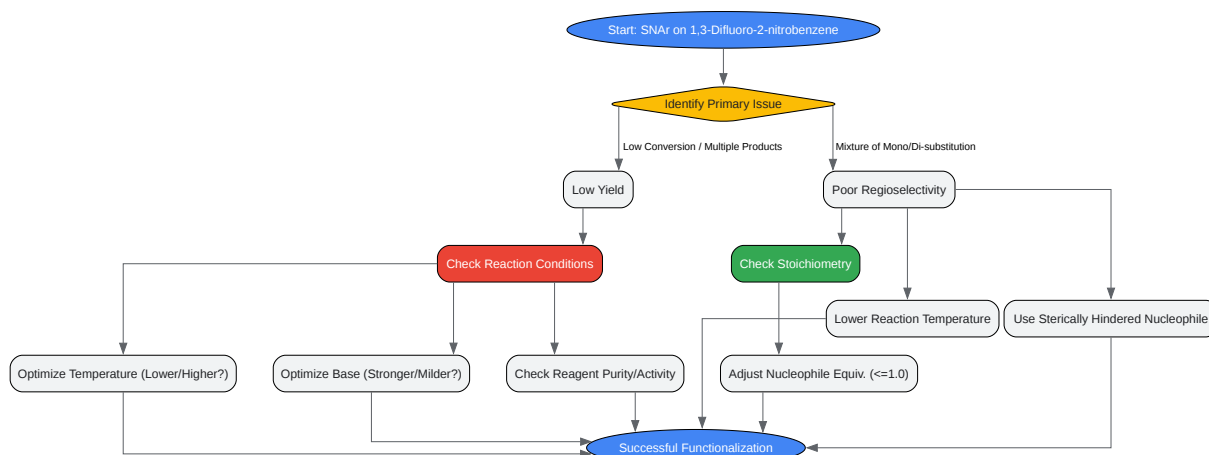 Start: SNAr on 1,3-Difluoro-2-nitrobenzene
Identify Primary Issue
Low Conversion / Multiple Products
Mixture of Mono/Di-substitution
Low Yield
Poor Regioselectivity
Check Reaction Conditions
Check Stoichiometry
Lower Reaction Temperature
Use Sterically Hindered Nucleophile
Optimize Temperature (Lower/Higher?)
Optimize Base (Stronger/Milder?)
Check Reagent Purity/Activity
Adjust Nucleophile Equiv. (<=1.0)
Successful Functionalization